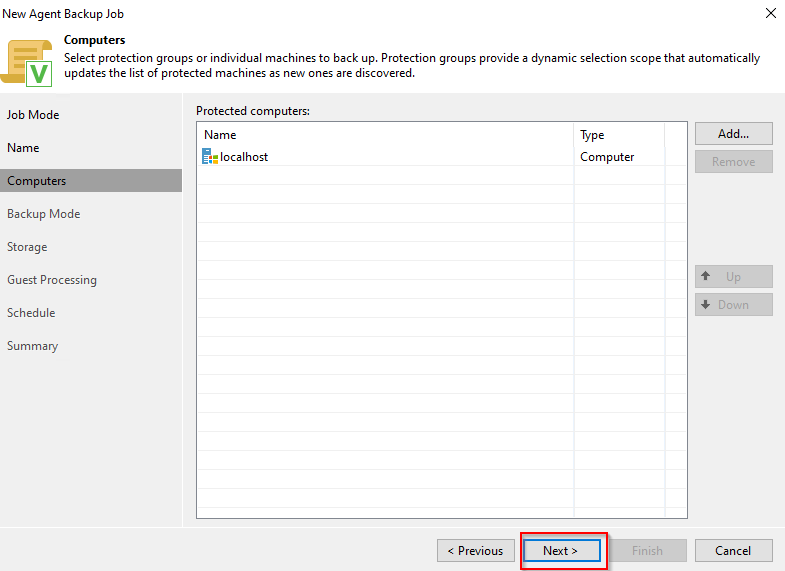 New Agent Backup Job
Computers
Select protection groups or individual machines to back up. Protection groups provide a dynamic selection scope that automatically
updates the list of protected machines as new ones are discovered.
V
Job Mode
Name
Computers
Backup Mode
Storage
Guest Processing
Schedule
Summary
Protected computers:
Name Type
localhost Computer
Add...
Remove
Up
Down
< Previous
Next >
Finish
Cancel